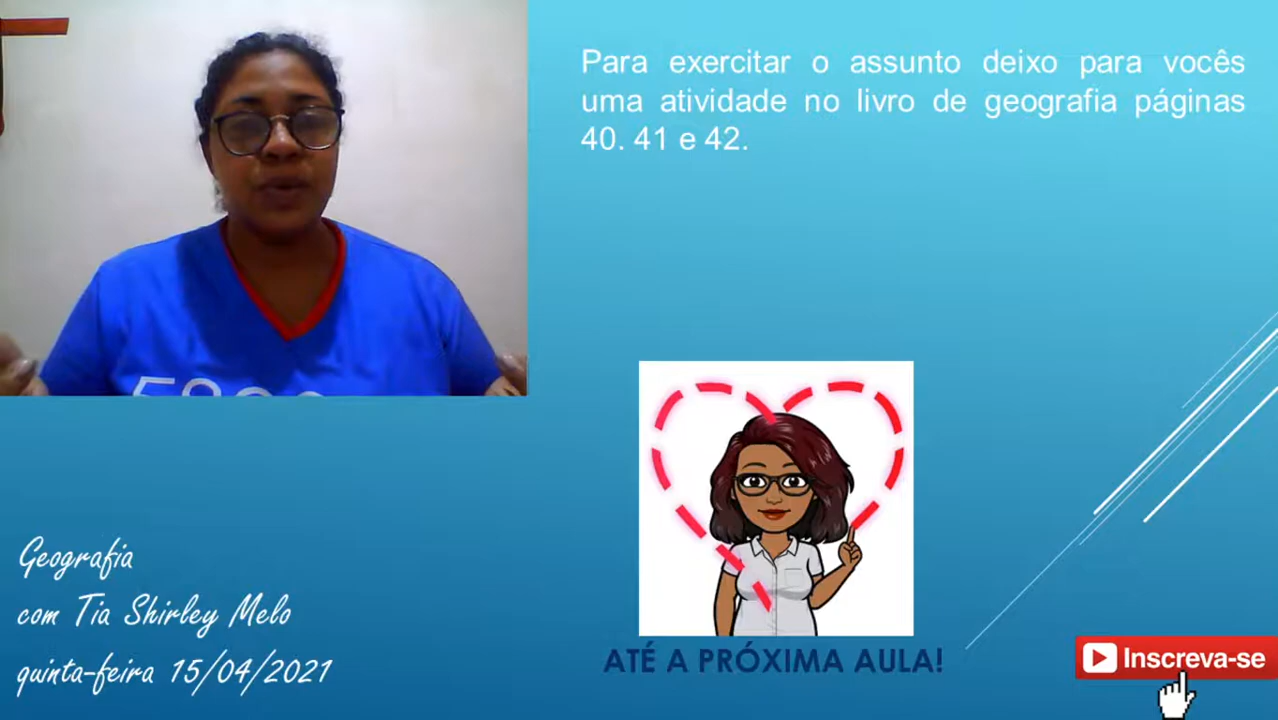 Para exercitar o assunto deixo para vocês
uma atividade no livro de geografia páginas
40. 41 e 42.
Geografia
com Tia Shirley Melo
quinta-feira 15/04/2021
ATÉ A PRÓXIMA AULA!
Inscreva-se